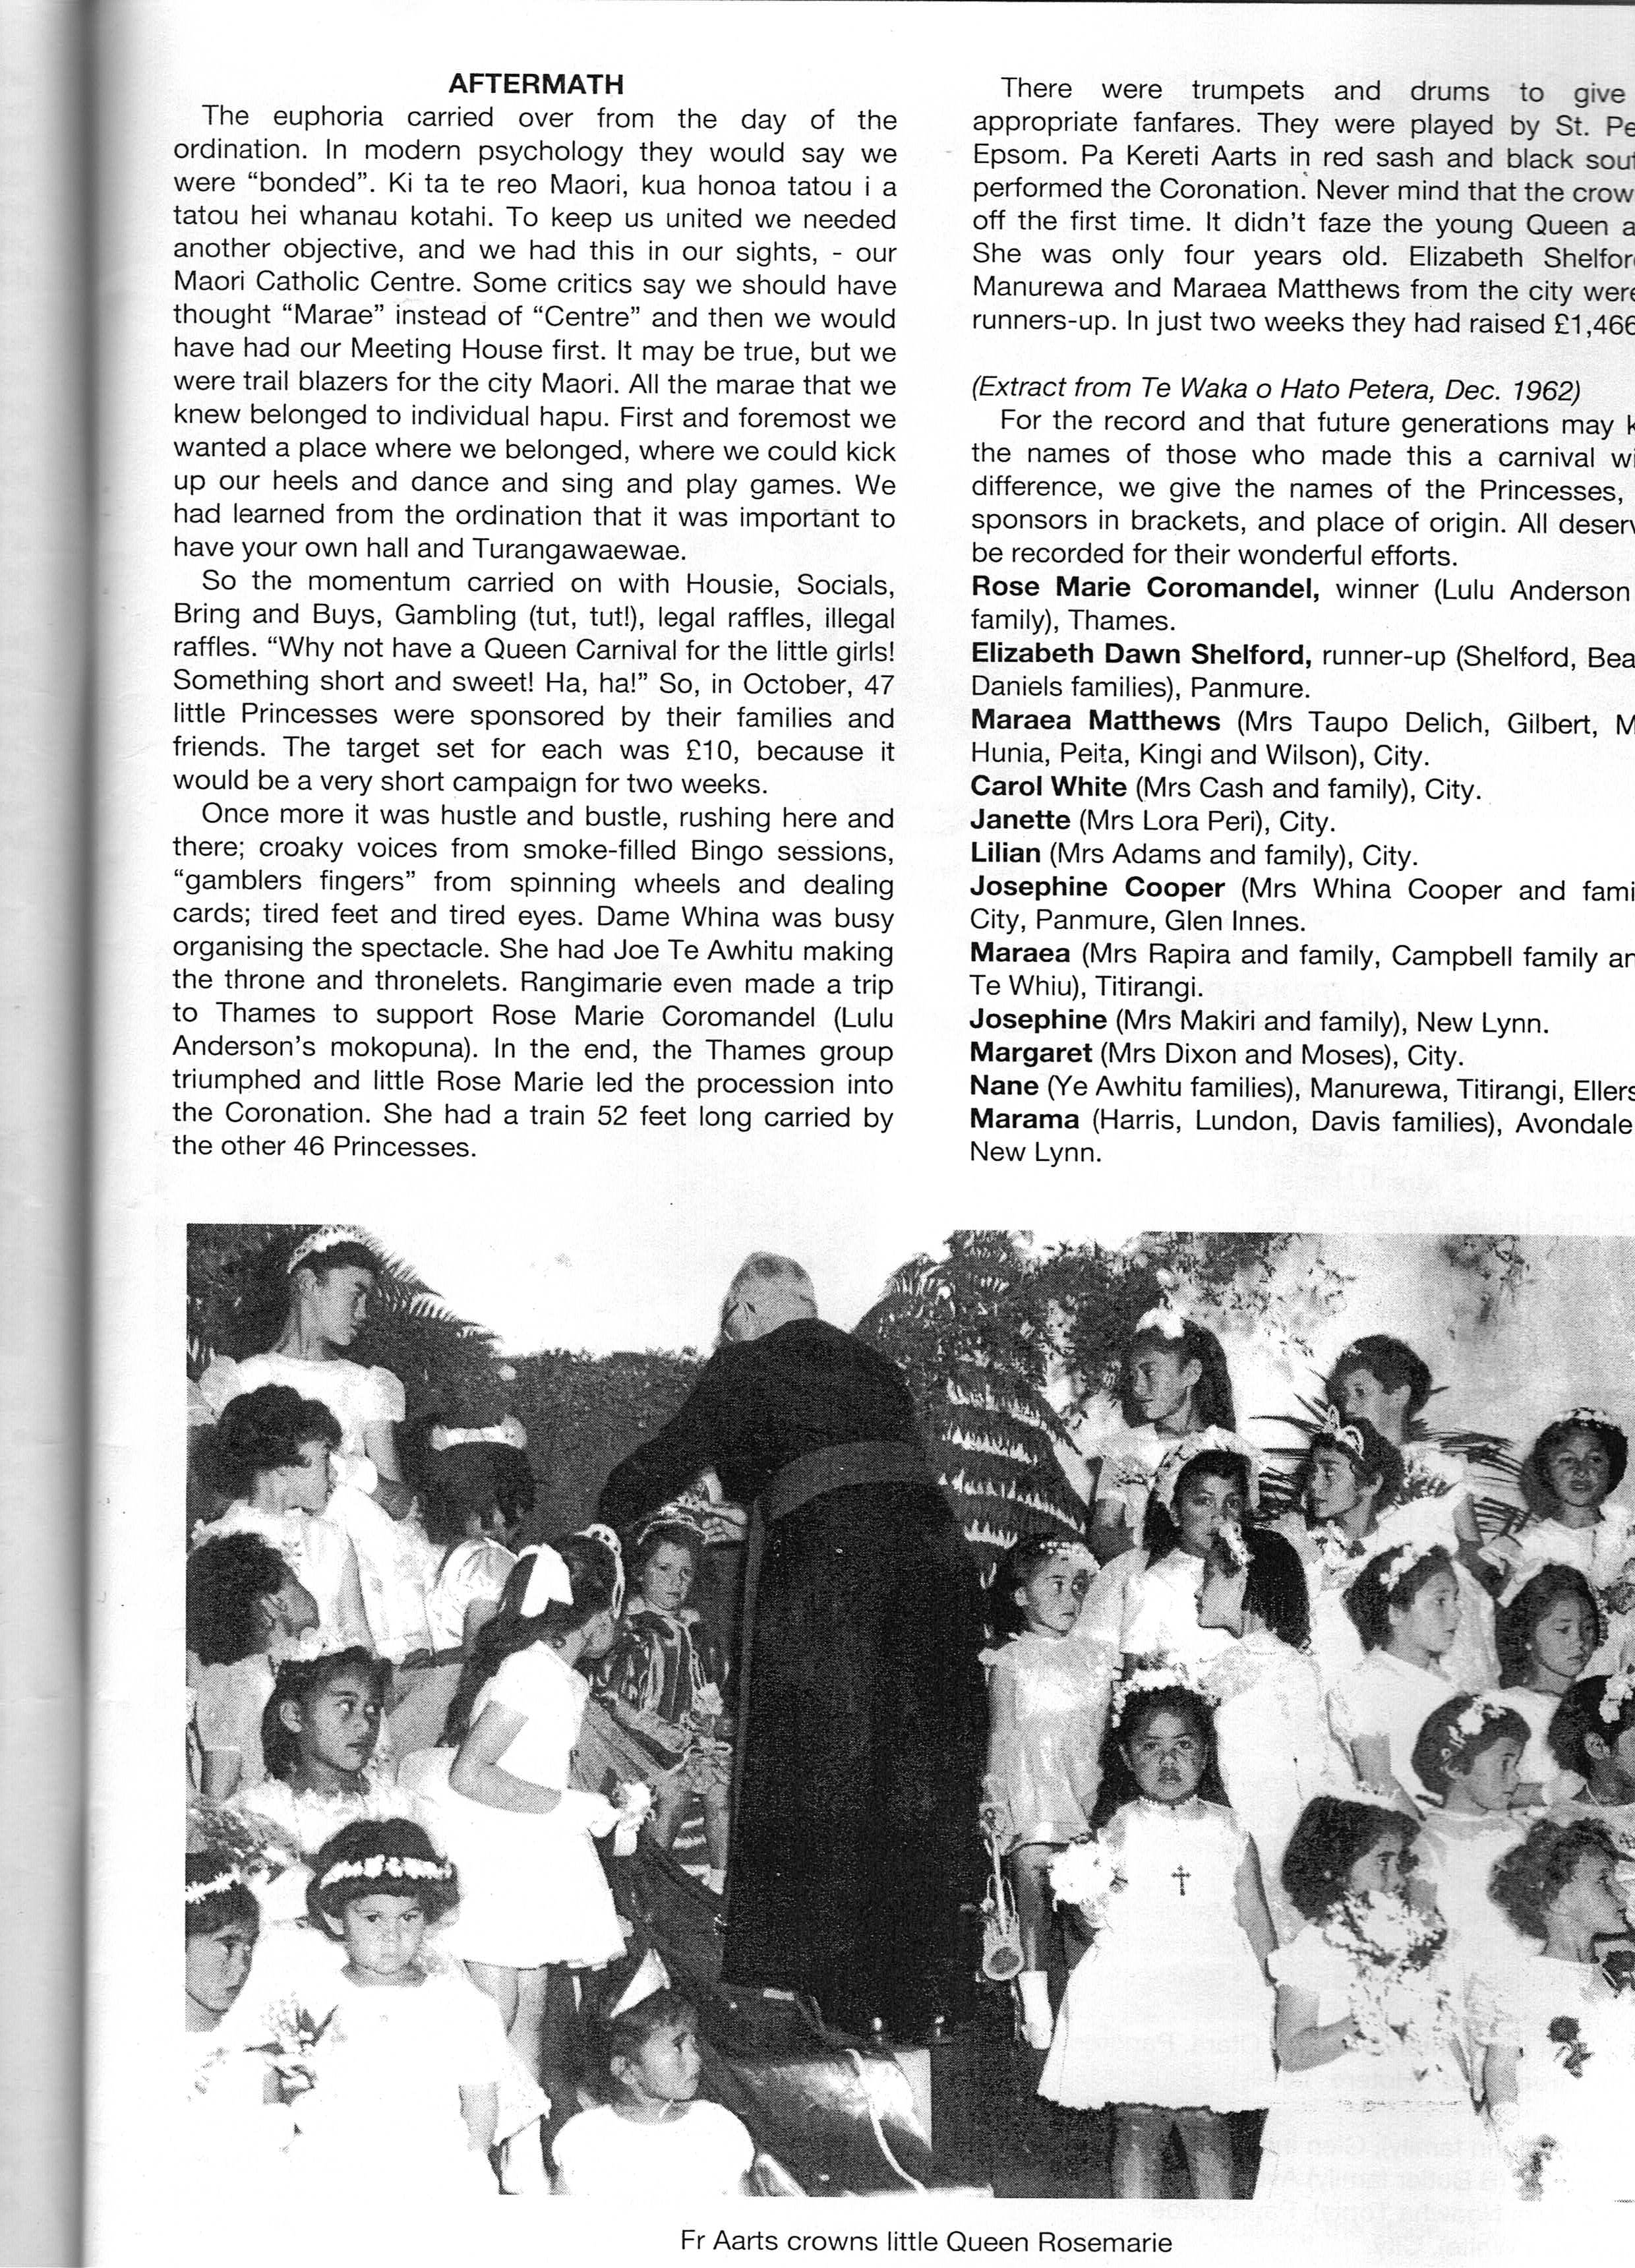 AFTERMATH
The euphoria carried over from the day of the
ordination. In modern psychology they would say we
were “bonded”. Ki ta te reo Maori, kua honoa tatou i a
tatou hei whanau kotahi. To keep us united we needed
another objective, and we had this in our sights, - our
Maori Catholic Centre. Some critics say we should have
thought “Marae” instead of “Centre” and then we would
have had our Meeting House first. It may be true, but we
were trail blazers for the city Maori. All the marae that we
knew belonged to individual hapu. First and foremost we
wanted a place where we belonged, where we could kick
up our heels and dance and sing and play games. We
had learned from the ordination that it was important to
have your own hall and Turangawaewae.
So the momentum carried on with Housie, Socials,
Bring and Buys, Gambling (tut, tut!), legal raffles, illegal
raffles. “Why not have a Queen Carnival for the little girls!
Something short and sweet! Ha, ha!” So, in October, 47
little Princesses were sponsored by their families and
friends. The target set for each was £10, because it
would be a very short campaign for two weeks.
Once more it was hustle and bustle, rushing here and
there; croaky voices from smoke-filled Bingo sessions,
“gamblers fingers” from spinning wheels and dealing
cards; tired feet and tired eyes. Dame Whina was busy
organising the spectacle. She had Joe Te Awhitu making
the throne and thronelets. Rangimarie even made a trip
to Thames to support Rose Marie Coromandel (Lulu
Anderson’s mokopuna). In the end, the Thames group
triumphed and little Rose Marie led the procession into
the Coronation. She had a train 52 feet long carried by
the other 46 Princesses.
There were trumpets and drums to give
appropriate fanfares. They were played by St. Pe
Epsom. Pa Kereti Aarts in red sash and black sout
performed the Coronation. Never mind that the crow
off the first time. It didn’t faze the young Queen a
She was only four years old. Elizabeth Shelfor
Manurewa and Maraea Matthews from the city were
runners-up. In just two weeks they had raised £1,466
(Extract from Te Waka o Hato Petera, Dec. 1962)
For the record and that future generations may k
the names of those who made this a carnival wi
difference, we give the names of the Princesses,
sponsors in brackets, and place of origin. All deserv
be recorded for their wonderful efforts.
Rose Marie Coromandel, winner (Lulu Anderson
family), Thames.
Elizabeth Dawn Shelford, runner-up (Shelford, Bea
Daniels families), Panmure.
Maraea Matthews (Mrs Taupo Delich, Gilbert, M
Hunia, Peita, Kingi and Wilson), City.
Carol White (Mrs Cash and family), City.
Janette (Mrs Lora Peri), City.
Lilian (Mrs Adams and family), City.
Josephine Cooper (Mrs Whina Cooper and fami
City, Panmure, Glen Innes.
Maraea (Mrs Rapira and family, Campbell family an
Te Whiu), Titirangi.
Josephine (Mrs Makiri and family), New Lynn.
Margaret (Mrs Dixon and Moses), City.
Nane (Ye Awhitu families), Manurewa, Titirangi, Ellers
Marama (Harris, Lundon, Davis families), Avondale
New Lynn.
Fr Aarts crowns little Queen Rosemarie